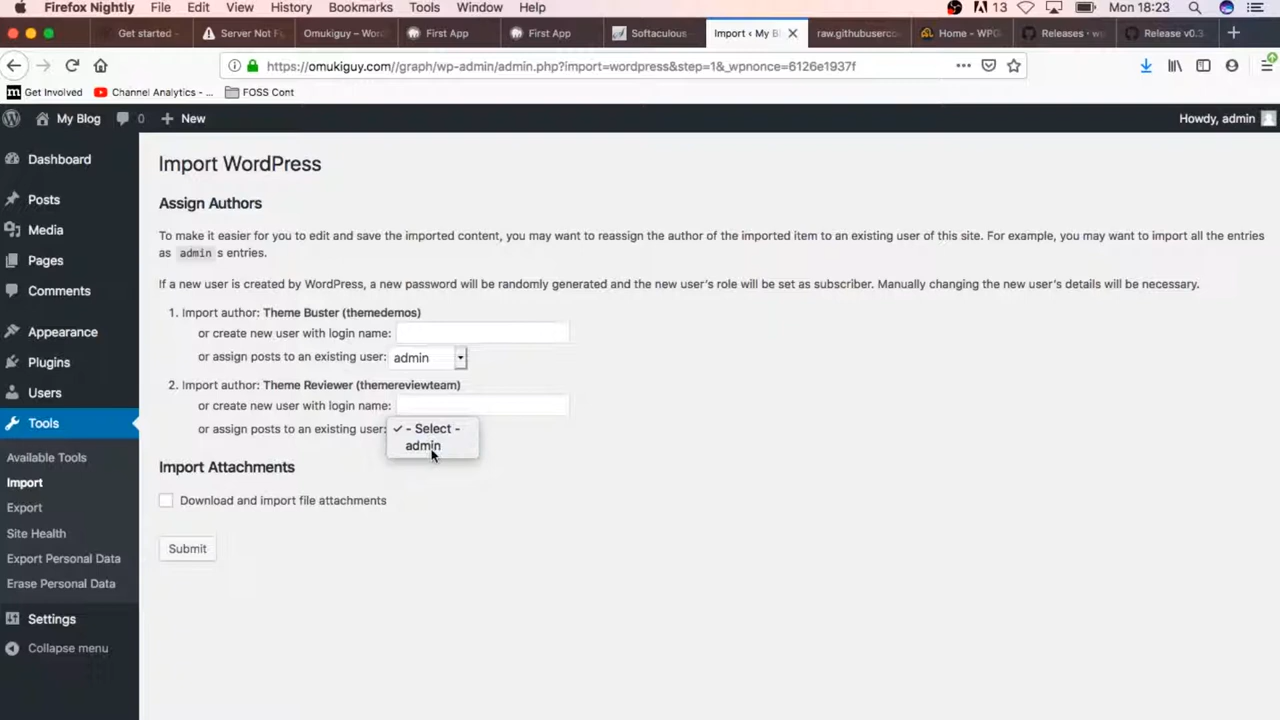 Firefox Nightly File Edit View History Bookmarks Tools Window Help 13 Mon 18:23
Get started - Server Not F Omukiguy – Wor First App First App Softaculous Import ‹ My B raw.githubuserco Home - WPG Releases · w Release v0.3
https://omukiguy.com//graph/wp-admin/admin.php?import=wordpress&step=1&_wpnonce=6126e1937f
Get Involved Channel Analytics - ... FOSS Cont
My Blog 0 + New Howdy, admin
Dashboard
Posts
Media
Pages
Comments
Appearance
Plugins
Users
Tools
Available Tools
Import
Export
Site Health
Export Personal Data
Erase Personal Data
Settings
Collapse menu
Import WordPress
Assign Authors
To make it easier for you to edit and save the imported content, you may want to reassign the author of the imported item to an existing user of this site. For example, you may want to import all the entries
as admin s entries.
If a new user is created by WordPress, a new password will be randomly generated and the new user's role will be set as subscriber. Manually changing the new user's details will be necessary.
1. Import author: Theme Buster (themedemos)
or create new user with login name:
or assign posts to an existing user: admin
2. Import author: Theme Reviewer (themereviewteam)
or create new user with login name:
or assign posts to an existing user: ✓ - Select -
admin
Import Attachments
Download and import file attachments
Submit